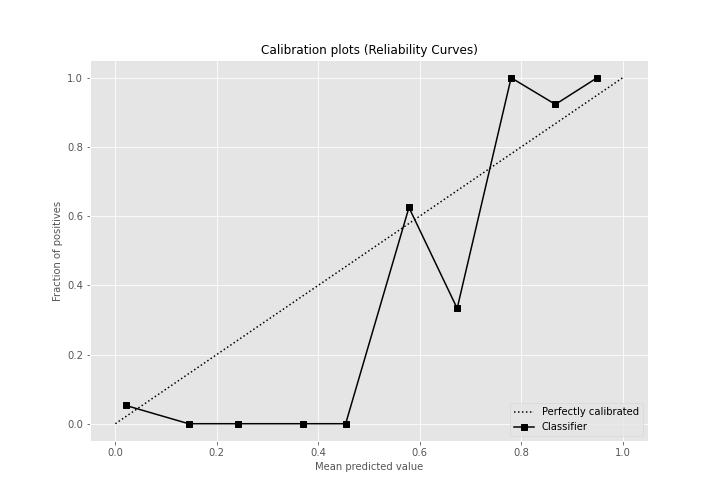 Calibration plots (Reliability Curves)
1.0
0.8
0.6
0.4
0.2
0.0
Fraction of positives
0.0 0.2 0.4 0.6 0.8 1.0
Mean predicted value
Perfectly calibrated
Classifier